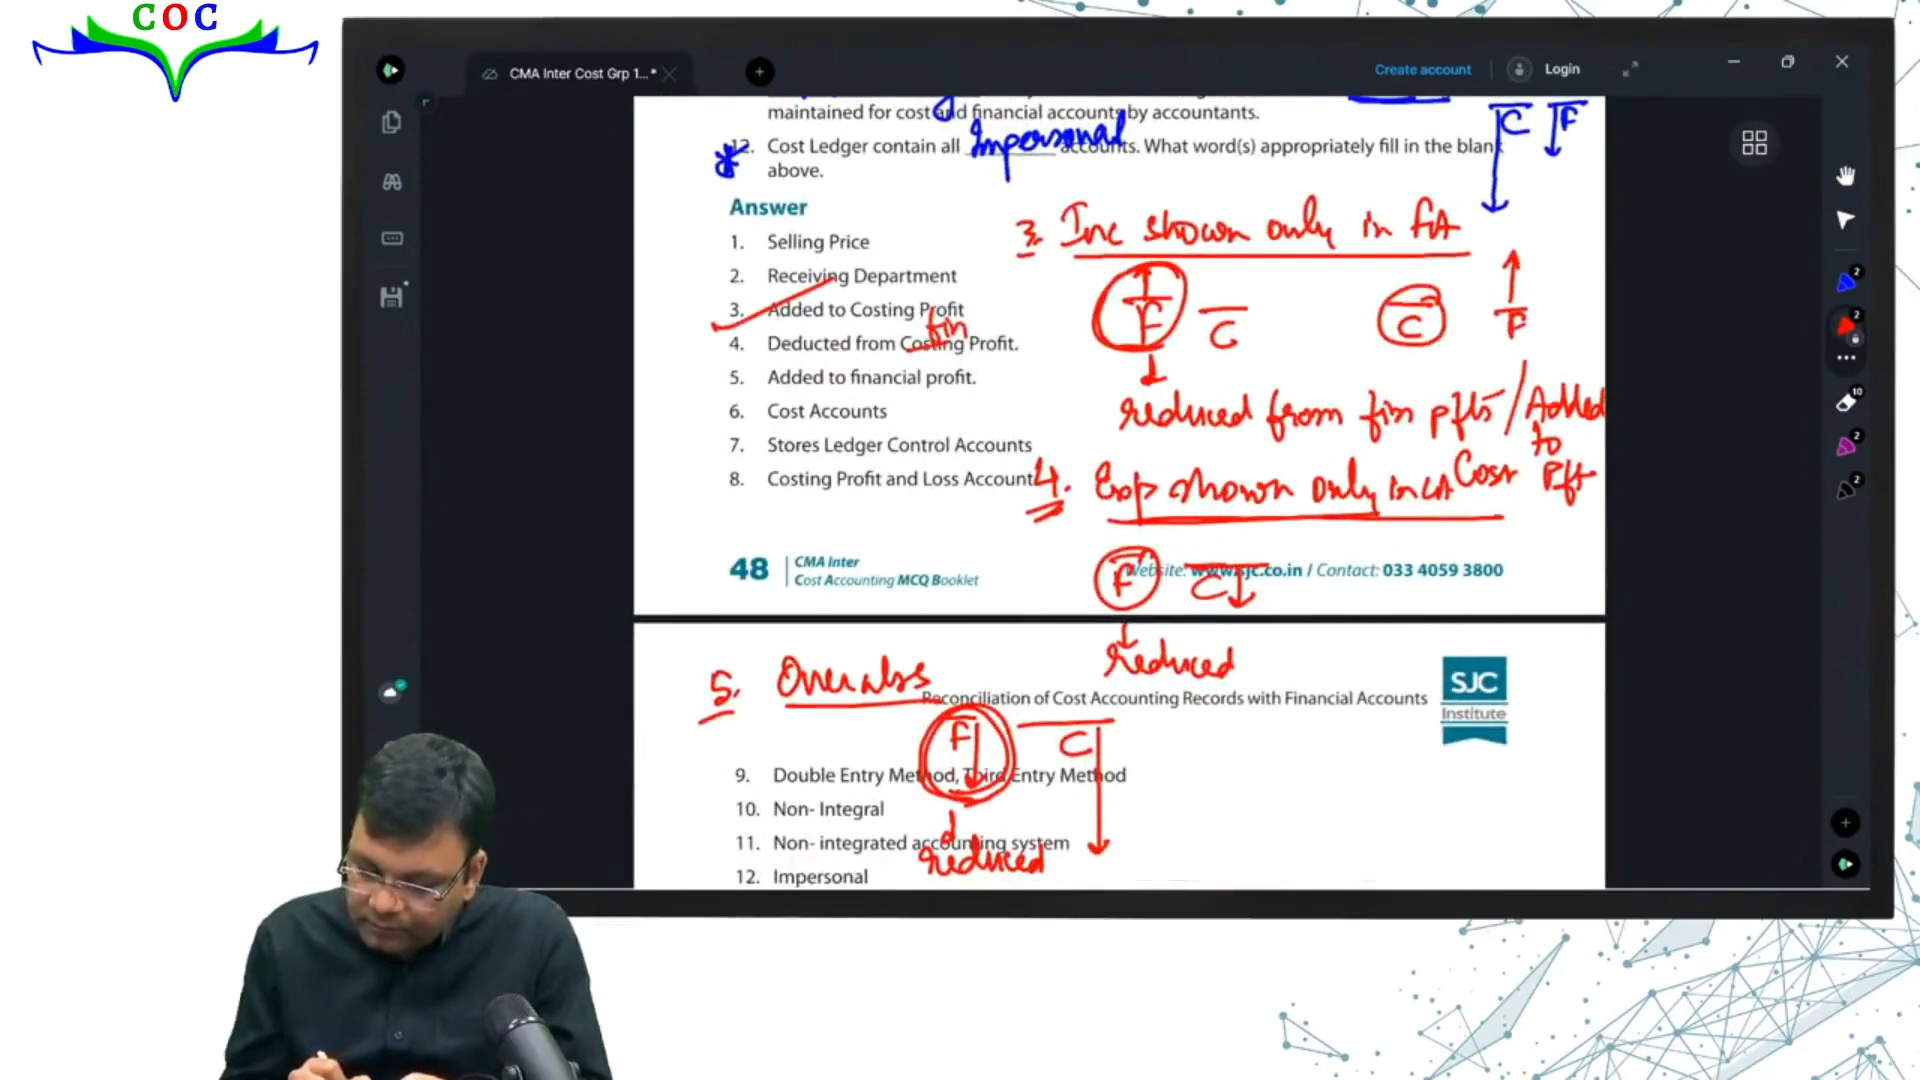 COC
CMA Inter Cost Grp 1...*
Create account
Login
maintained for cost and financial accounts by accountants.
C F
12. Cost Ledger contain all Impersonal accounts. What word(s) appropriately fill in the blank
above.
Answer
3. Inc shown only in FA
1. Selling Price
2. Receiving Department
3. Added to Costing Profit
F C C F
fin
4. Deducted from Costing Profit.
5. Added to financial profit.
reduced from fin pfts / Added
to
Cost Pft
6. Cost Accounts
7. Stores Ledger Control Accounts
8. Costing Profit and Loss Account
4. Exp shown only in CA
48
CMA Inter
Cost Accounting MCQ Booklet
Website: www.sjc.co.in / Contact: 033 4059 3800
F C
reduced
5. Over abs
Reconciliation of Cost Accounting Records with Financial Accounts
SJC
Institute
F C
9. Double Entry Method, Third Entry Method
10. Non- Integral
11. Non- integrated accounting system
reduced
12. Impersonal